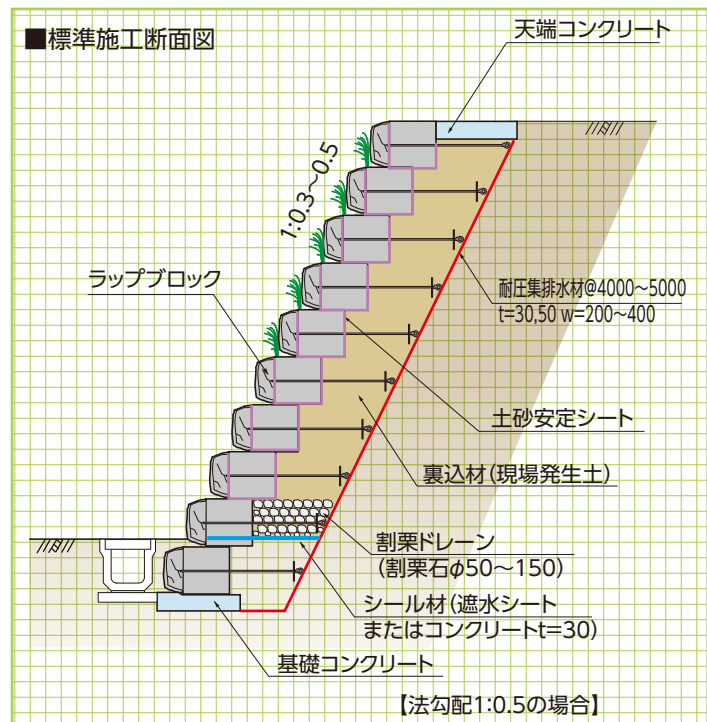 ■標準施工断面図
天端コンクリート
1:0.3〜0.5
ラップブロック
耐圧集排水材@4000〜5000
t=30,50 w=200〜400
土砂安定シート
裏込材(現場発生土)
割栗ドレーン
(割栗石φ50〜150)
シール材(遮水シート
またはコンクリートt=30)
基礎コンクリート
【法勾配1:0.5の場合】